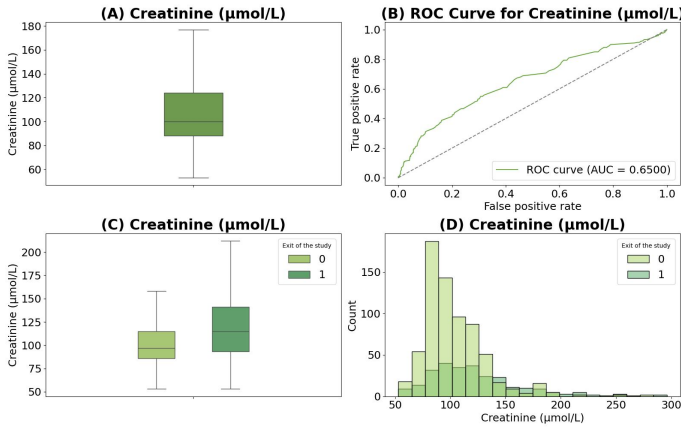 (A) Creatinine (μmol/L)
180
160
140
120
100
80
60
Creatinine (μmol/L)
(B) ROC Curve for Creatinine (μmol/L)
1.0
0.8
0.6
0.4
0.2
0.0
True positive rate
ROC curve (AUC = 0.6500)
0.0 0.2 0.4 0.6 0.8 1.0
False positive rate
(C) Creatinine (μmol/L)
200
175
150
125
100
75
50
Creatinine (μmol/L)
Exit of the study
0
1
(D) Creatinine (μmol/L)
150
100
50
0
Count
Exit of the study
0
1
50 100 150 200 250 300
Creatinine (μmol/L)